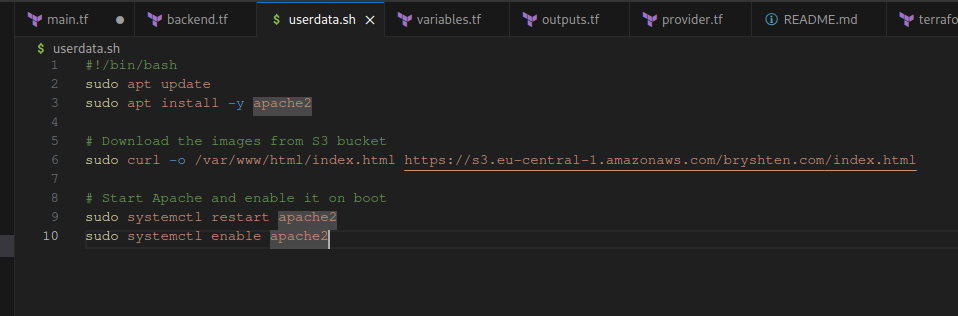 main.tf
backend.tf
$ userdata.sh
variables.tf
outputs.tf
provider.tf
README.md
terrafo
$ userdata.sh
1 #!/bin/bash
2 sudo apt update
3 sudo apt install -y apache2
4
5 # Download the images from S3 bucket
6 sudo curl -o /var/www/html/index.html https://s3.eu-central-1.amazonaws.com/bryshten.com/index.html
7
8 # Start Apache and enable it on boot
9 sudo systemctl restart apache2
10 sudo systemctl enable apache2